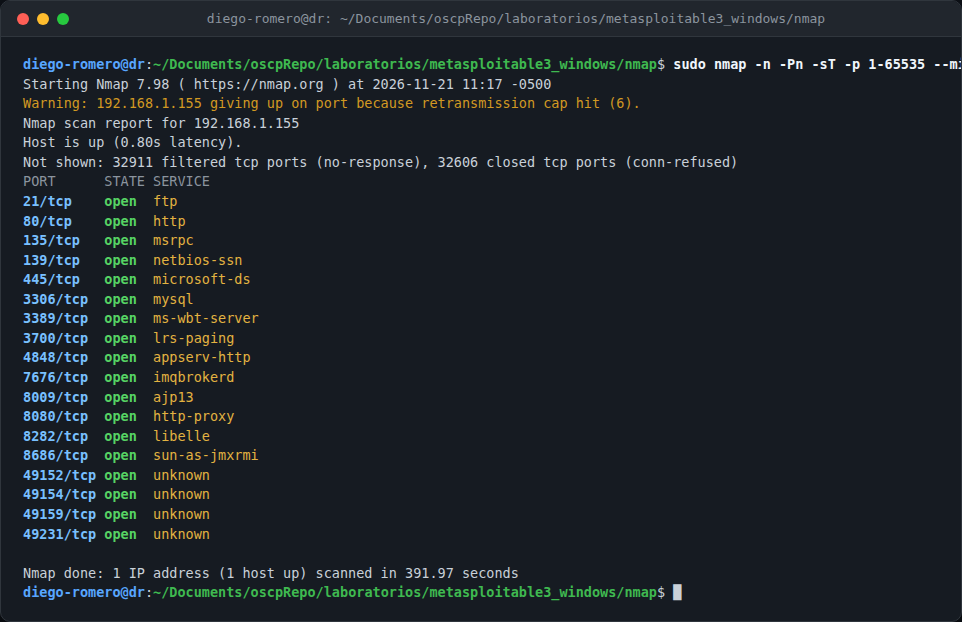 diego-romero@dr: ~/Documents/oscpRepo/laboratorios/metasploitable3_windows/nmap
diego-romero@dr:~/Documents/oscpRepo/laboratorios/metasploitable3_windows/nmap$ sudo nmap -n -Pn -sT -p 1-65535 --mi
Starting Nmap 7.98 ( https://nmap.org ) at 2026-11-21 11:17 -0500
Warning: 192.168.1.155 giving up on port because retransmission cap hit (6).
Nmap scan report for 192.168.1.155
Host is up (0.80s latency).
Not shown: 32911 filtered tcp ports (no-response), 32606 closed tcp ports (conn-refused)
PORT      STATE SERVICE
21/tcp    open  ftp
80/tcp    open  http
135/tcp   open  msrpc
139/tcp   open  netbios-ssn
445/tcp   open  microsoft-ds
3306/tcp  open  mysql
3389/tcp  open  ms-wbt-server
3700/tcp  open  lrs-paging
4848/tcp  open  appserv-http
7676/tcp  open  imqbrokerd
8009/tcp  open  ajp13
8080/tcp  open  http-proxy
8282/tcp  open  libelle
8686/tcp  open  sun-as-jmxrmi
49152/tcp open  unknown
49154/tcp open  unknown
49159/tcp open  unknown
49231/tcp open  unknown
Nmap done: 1 IP address (1 host up) scanned in 391.97 seconds
diego-romero@dr:~/Documents/oscpRepo/laboratorios/metasploitable3_windows/nmap$